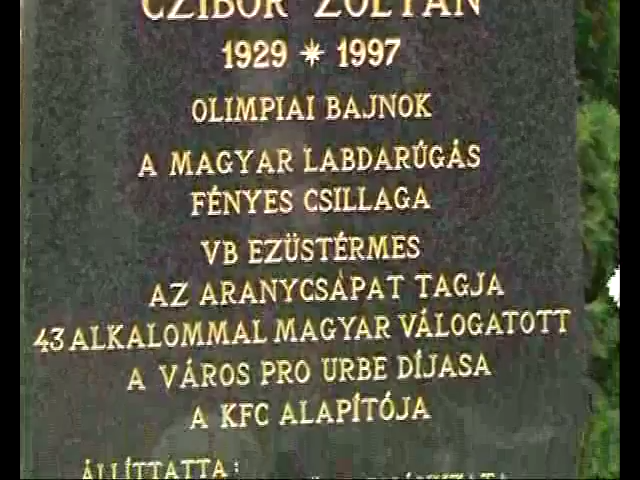 CZIBOR ZOLTÁN
1929 * 1997
OLIMPIAI BAJNOK
A MAGYAR LABDARÚGÁS
FÉNYES CSILLAGA
VB EZÜSTÉRMES
AZ ARANYCSÁPAT TAGJA
43 ALKALOMMAL MAGYAR VÁLOGATOTT
A VÁROS PRO URBE DÍJASA
A KFC ALAPÍTÓJA
ÁLLÍTTATTA: